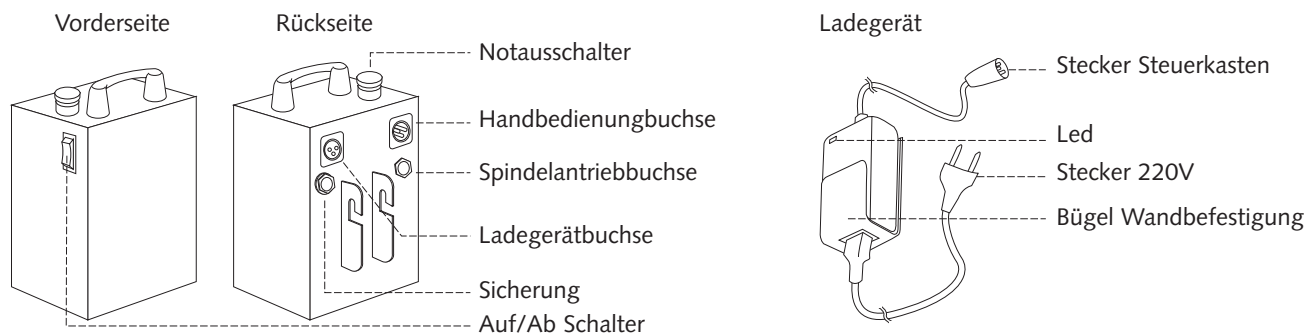 Vorderseite
Rückseite
Notausschalter
Handbedienungbuchse
Spindelantriebbuchse
Ladegerätbuchse
Sicherung
Auf/Ab Schalter
Ladegerät
Stecker Steuerkasten
Led
Stecker 220V
Bügel Wandbefestigung